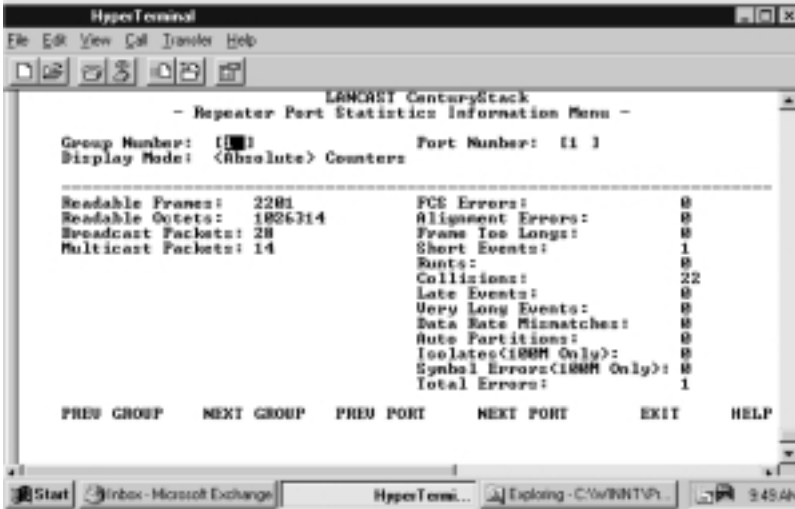 HyperTerminal
File Edit View Call Transfer Help
LANCAST CenturyStack
- Repeater Port Statistics Information Menu -
Group Number: [ ] Port Number: [1 ]
Display Mode: <Absolute> Counters
Readable Frames: 2201 FCS Errors: 0
Readable Octets: 1026314 Alignment Errors: 0
Broadcast Packets: 28 Frame Too Longs: 0
Multicast Packets: 14 Short Events: 1
Runts: 0
Collisions: 22
Late Events: 0
Very Long Events: 0
Data Rate Mismatches: 0
Auto Partitions: 0
Isolates(100M Only): 0
Symbol Errors(100M Only): 0
Total Errors: 1
PREV GROUP NEXT GROUP PREV PORT NEXT PORT EXIT HELP
Start Inbox - Microsoft Exchange HyperTermi... Exploring - C:\WINNT\Pr... 9:49 AM